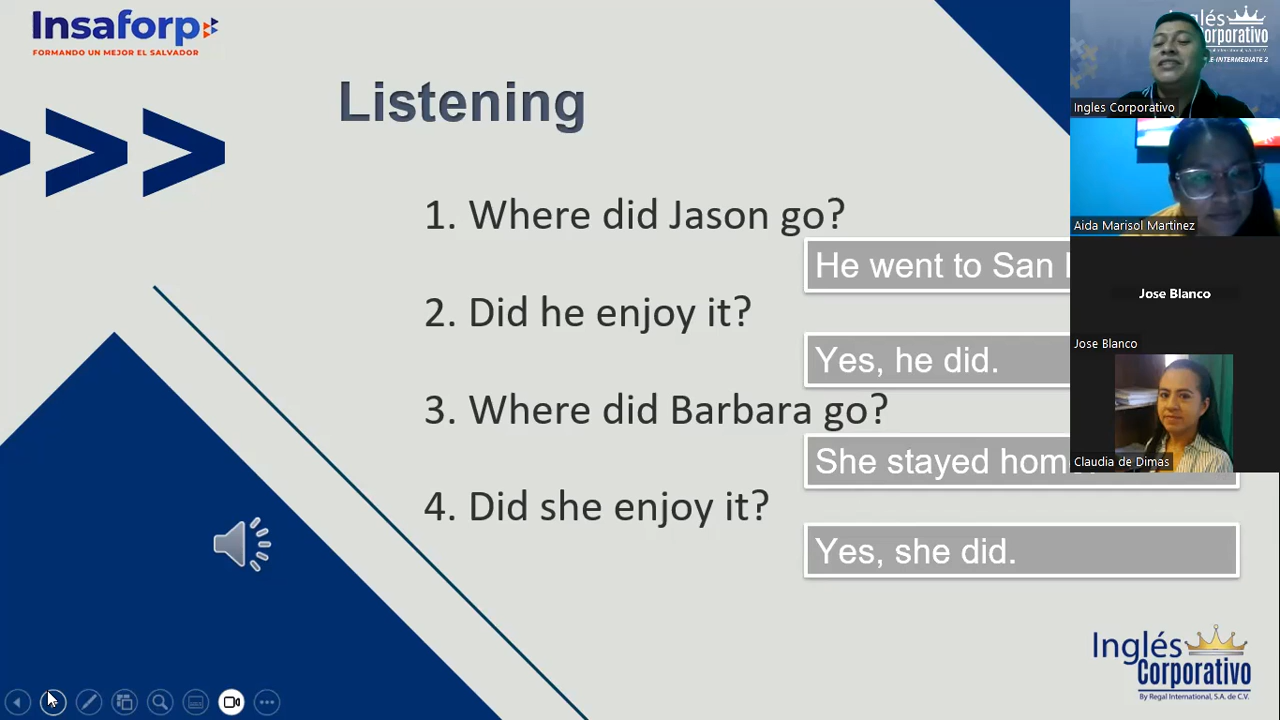 Insaforp
FORMANDO UN MEJOR EL SALVADOR
Listening
1. Where did Jason go?
He went to San
2. Did he enjoy it?
Yes, he did.
3. Where did Barbara go?
She stayed home.
4. Did she enjoy it?
Yes, she did.
Inglés
Corporativo
By Regal International, S.A. de C.V.
Inglés
Corporativo
Ingles Corporativo
Aida Marisol Martinez
Jose Blanco
Jose Blanco
Claudia de Dimas